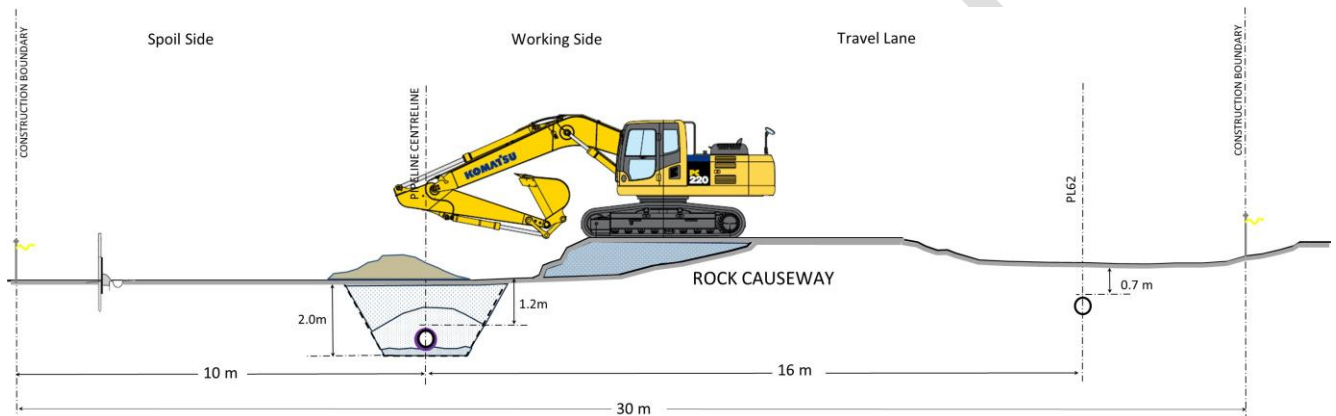 Spoil Side
Working Side
Travel Lane
CONSTRUCTION BOUNDARY
PIPELINE CENTRELINE
KOMATSU
PC
220
PL62
CONSTRUCTION BOUNDARY
ROCK CAUSEWAY
0.7 m
1.2m
2.0m
10 m
16 m
30 m